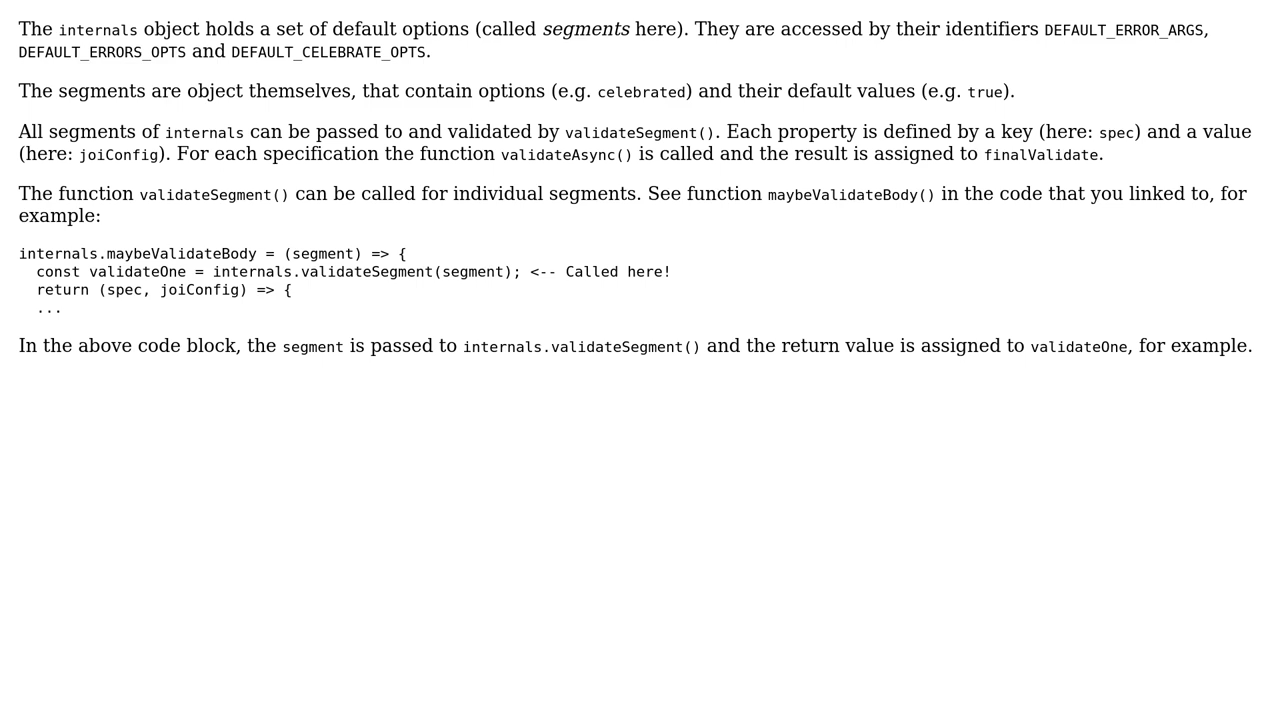 The internals object holds a set of default options (called segments here). They are accessed by their identifiers DEFAULT_ERROR_ARGS,
DEFAULT_ERRORS_OPTS and DEFAULT_CELEBRATE_OPTS.
The segments are object themselves, that contain options (e.g. celebrated) and their default values (e.g. true).
All segments of internals can be passed to and validated by validateSegment(). Each property is defined by a key (here: spec) and a value
(here: joiConfig). For each specification the function validateAsync() is called and the result is assigned to finalValidate.
The function validateSegment() can be called for individual segments. See function maybeValidateBody() in the code that you linked to, for
example:
internals.maybeValidateBody = (segment) => {
  const validateOne = internals.validateSegment(segment); <-- Called here!
  return (spec, joiConfig) => {
  ...
In the above code block, the segment is passed to internals.validateSegment() and the return value is assigned to validateOne, for example.